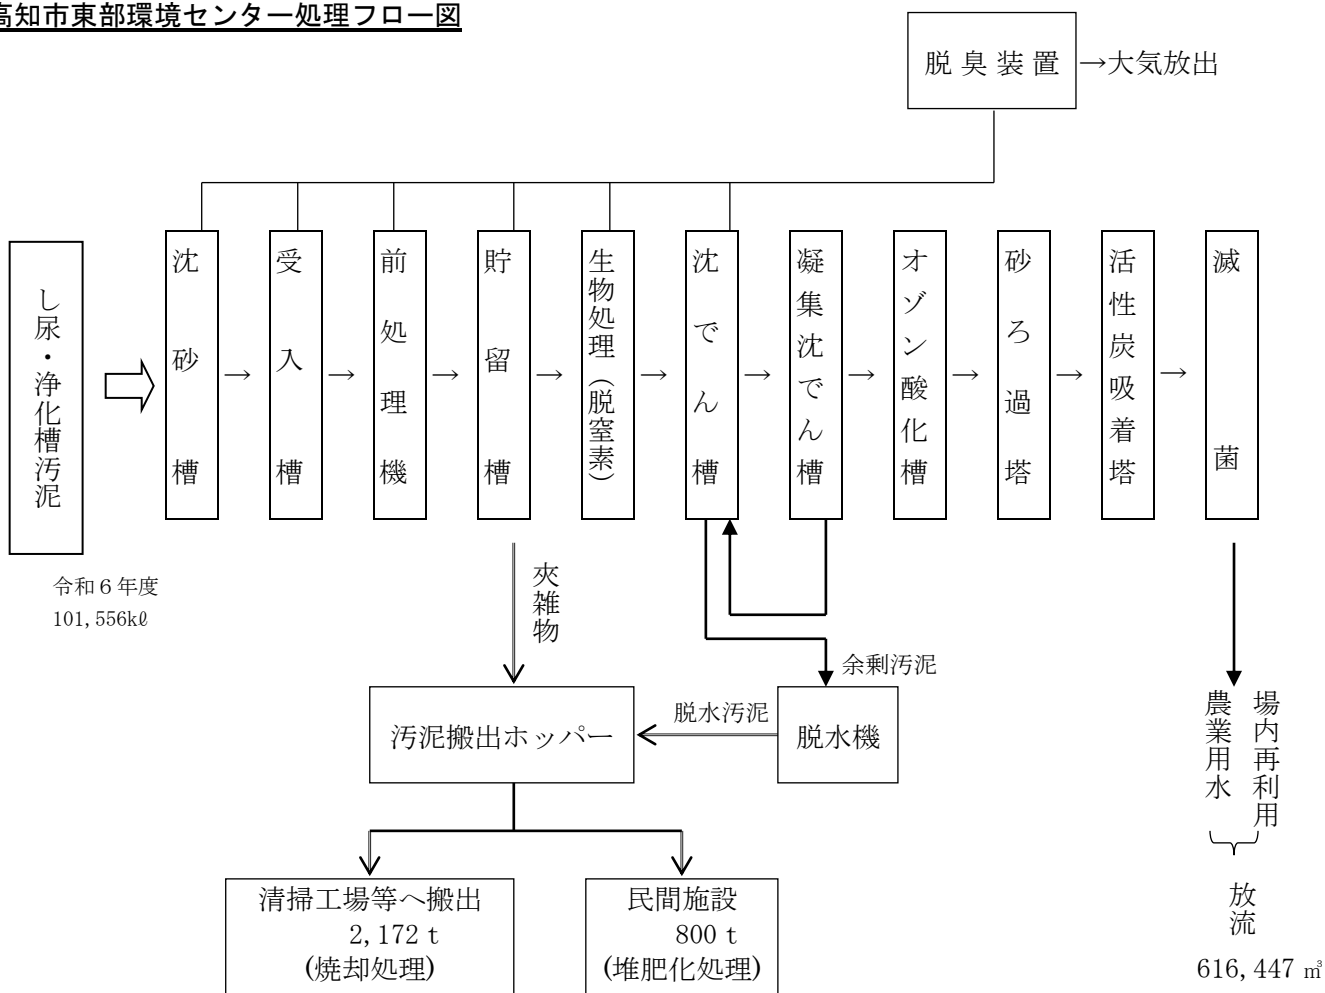 高知市東部環境センター処理フロー図
脱臭装置
→大気放出
し尿・浄化槽汚泥
沈砂槽
→
受入槽
→
前処理機
→
貯留槽
→
生物処理（脱窒素）
→
沈でん槽
→
凝集沈でん槽
→
オゾン酸化槽
→
砂ろ過塔
→
活性炭吸着塔
→
滅菌
令和６年度
101,556kℓ
夾雑物
余剰汚泥
脱水汚泥
汚泥搬出ホッパー
脱水機
場内再利用
農業用水
放流
616,447 ㎥
清掃工場等へ搬出
2,172 t
(焼却処理)
民間施設
800 t
(堆肥化処理)